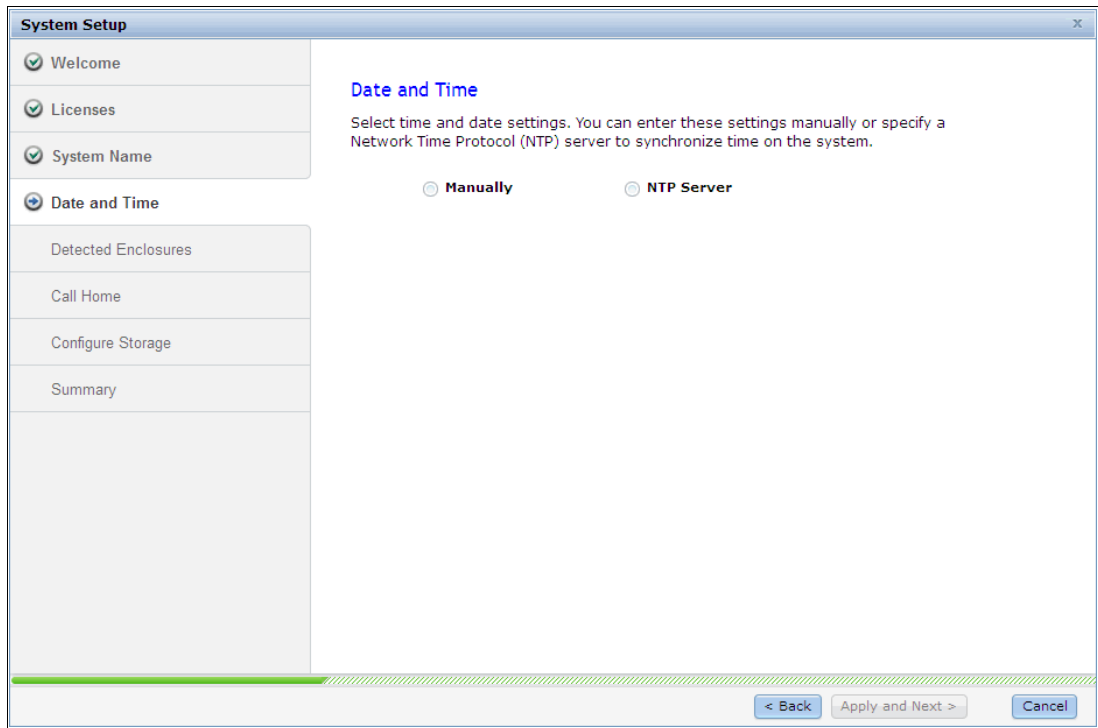 System Setup
x
Welcome
Licenses
System Name
Date and Time
Detected Enclosures
Call Home
Configure Storage
Summary
Date and Time
Select time and date settings. You can enter these settings manually or specify a
Network Time Protocol (NTP) server to synchronize time on the system.
Manually
NTP Server
< Back
Apply and Next >
Cancel